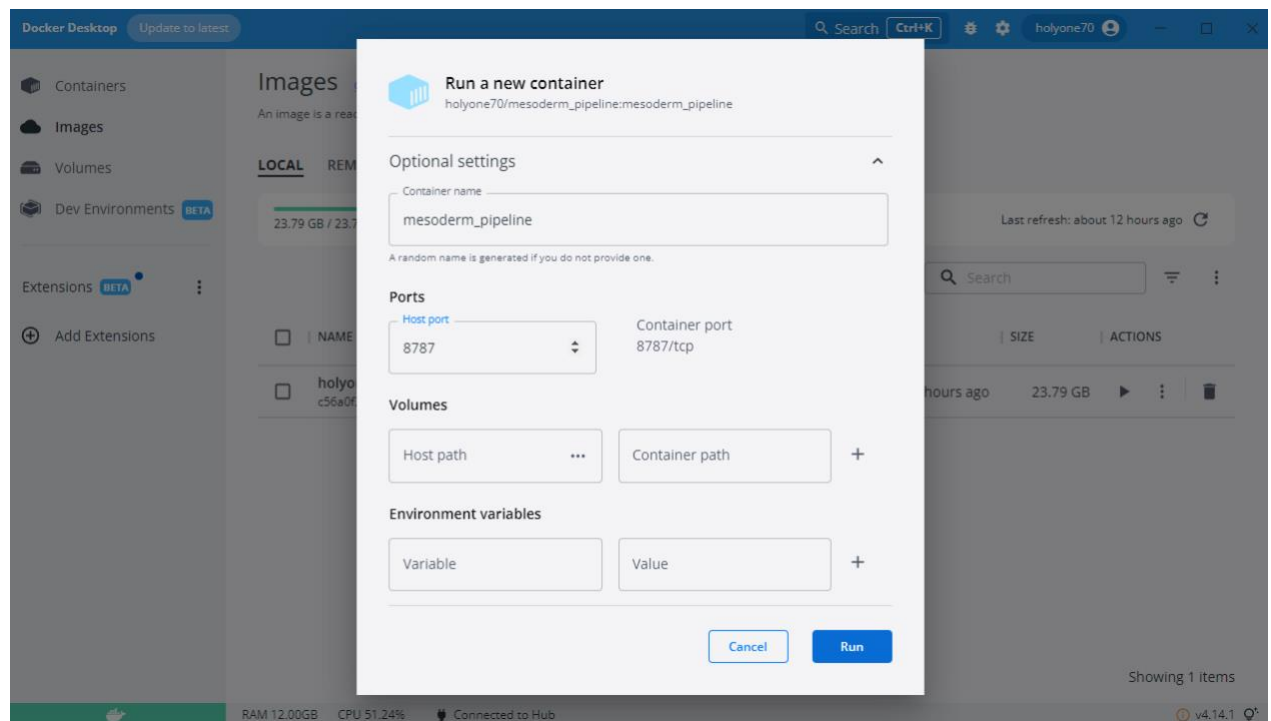 Docker Desktop Update to latest Search Ctrl+K holyone70
Containers
Images
Volumes
Dev Environments BETA
Extensions BETA
Add Extensions
Images
An image is a read
LOCAL REM
23.79 GB / 23.7
Last refresh: about 12 hours ago
Search
NAME SIZE ACTIONS
holyo
c56a0f
hours ago 23.79 GB
Showing 1 items
Run a new container
holyone70/mesoderm_pipeline:mesoderm_pipeline
Optional settings
Container name
mesoderm_pipeline
A random name is generated if you do not provide one.
Ports
Host port
8787
Container port
8787/tcp
Volumes
Host path ••• Container path +
Environment variables
Variable Value +
Cancel Run
RAM 12.00GB CPU 51.24% Connected to Hub v4.14.1